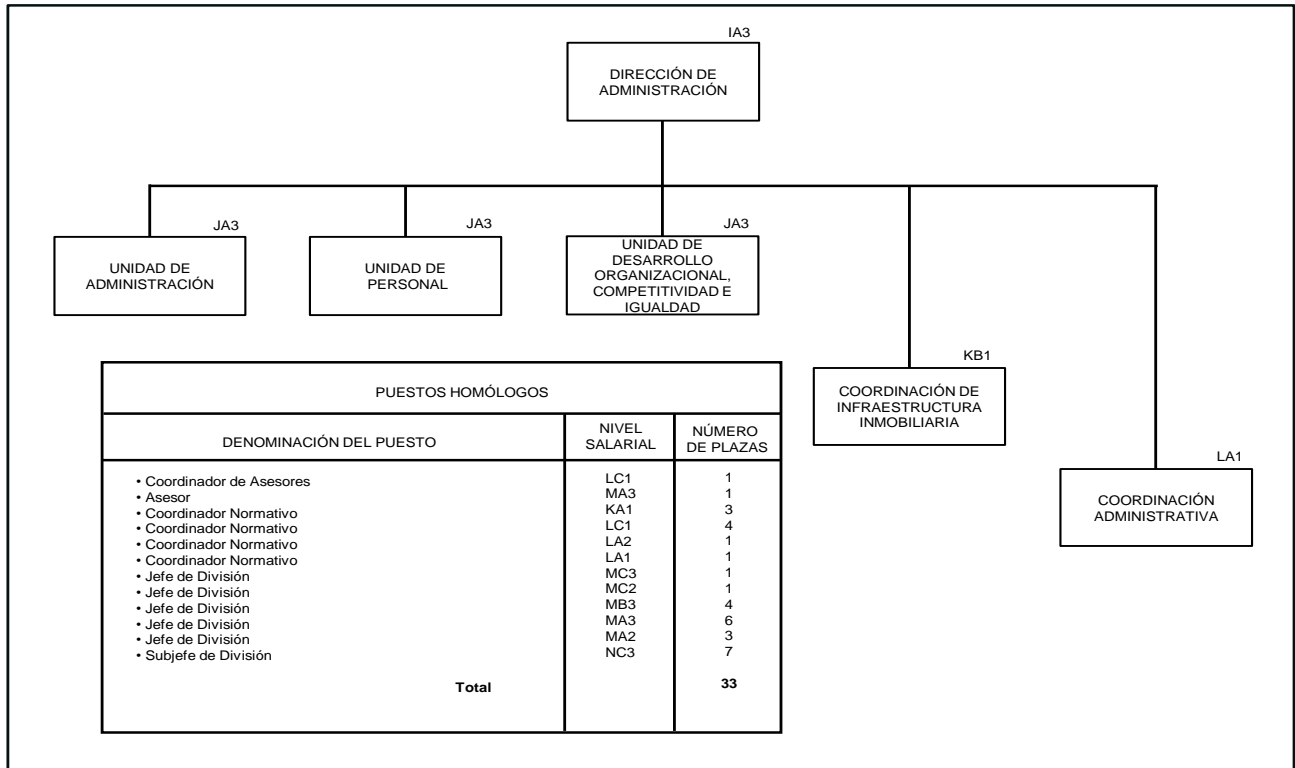 IA3
DIRECCIÓN DE
ADMINISTRACIÓN
JA3
UNIDAD DE
ADMINISTRACIÓN
JA3
UNIDAD DE
PERSONAL
JA3
UNIDAD DE
DESARROLLO
ORGANIZACIONAL,
COMPETITIVIDAD E
IGUALDAD
KB1
COORDINACIÓN DE
INFRAESTRUCTURA
INMOBILIARIA
LA1
COORDINACIÓN
ADMINISTRATIVA
PUESTOS HOMÓLOGOS
DENOMINACIÓN DEL PUESTO
NIVEL
SALARIAL
NÚMERO
DE PLAZAS
• Coordinador de Asesores LC1 1
• Asesor MA3 1
• Coordinador Normativo KA1 3
• Coordinador Normativo LC1 4
• Coordinador Normativo LA2 1
• Coordinador Normativo LA1 1
• Jefe de División MC3 1
• Jefe de División MC2 1
• Jefe de División MB3 4
• Jefe de División MA3 6
• Jefe de División MA2 3
• Subjefe de División NC3 7
Total 33